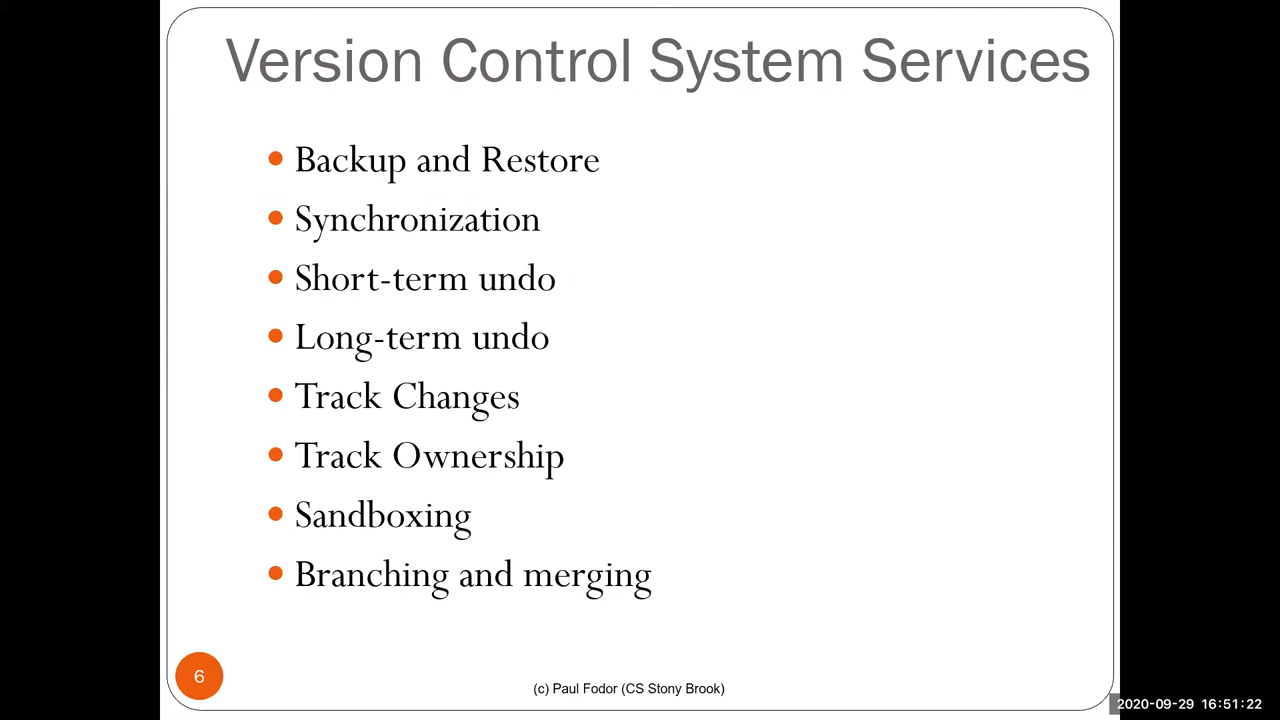 Version Control System Services
Backup and Restore
Synchronization
Short-term undo
Long-term undo
Track Changes
Track Ownership
Sandboxing
Branching and merging
6
(c) Paul Fodor (CS Stony Brook)
2020-09-29 16:51:22